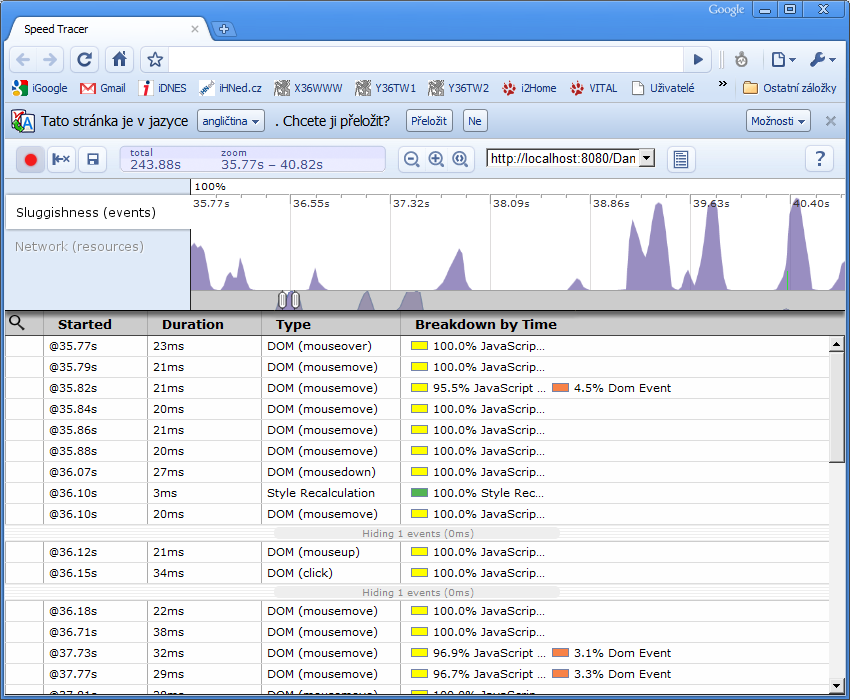 Google
Speed Tracer
iGoogle Gmail iDNES iHNed.cz X36WWW Y36TW1 Y36TW2 i2Home VITAL Uživatelé » Ostatní záložky
Tato stránka je v jazyce angličtina . Chcete ji přeložit? Přeložit Ne Možnosti
total 243.88s
zoom 35.77s – 40.82s
http://localhost:8080/Dan
?
100%
35.77s 36.55s 37.32s 38.09s 38.86s 39.63s 40.40s
Sluggishness (events)
Network (resources)
Started Duration Type Breakdown by Time
@35.77s 23ms DOM (mouseover) 100.0% JavaScrip...
@35.79s 21ms DOM (mousemove) 100.0% JavaScrip...
@35.82s 21ms DOM (mousemove) 95.5% JavaScript ... 4.5% Dom Event
@35.84s 20ms DOM (mousemove) 100.0% JavaScrip...
@35.86s 21ms DOM (mousemove) 100.0% JavaScrip...
@35.88s 20ms DOM (mousemove) 100.0% JavaScrip...
@36.07s 27ms DOM (mousedown) 100.0% JavaScrip...
@36.10s 3ms Style Recalculation 100.0% Style Rec...
@36.10s 20ms DOM (mousemove) 100.0% JavaScrip...
Hiding 1 events (0ms)
@36.12s 21ms DOM (mouseup) 100.0% JavaScrip...
@36.15s 34ms DOM (click) 100.0% JavaScrip...
Hiding 1 events (0ms)
@36.18s 22ms DOM (mousemove) 100.0% JavaScrip...
@36.71s 38ms DOM (mousemove) 100.0% JavaScrip...
@37.73s 32ms DOM (mousemove) 96.9% JavaScript ... 3.1% Dom Event
@37.77s 29ms DOM (mousemove) 96.7% JavaScript ... 3.3% Dom Event